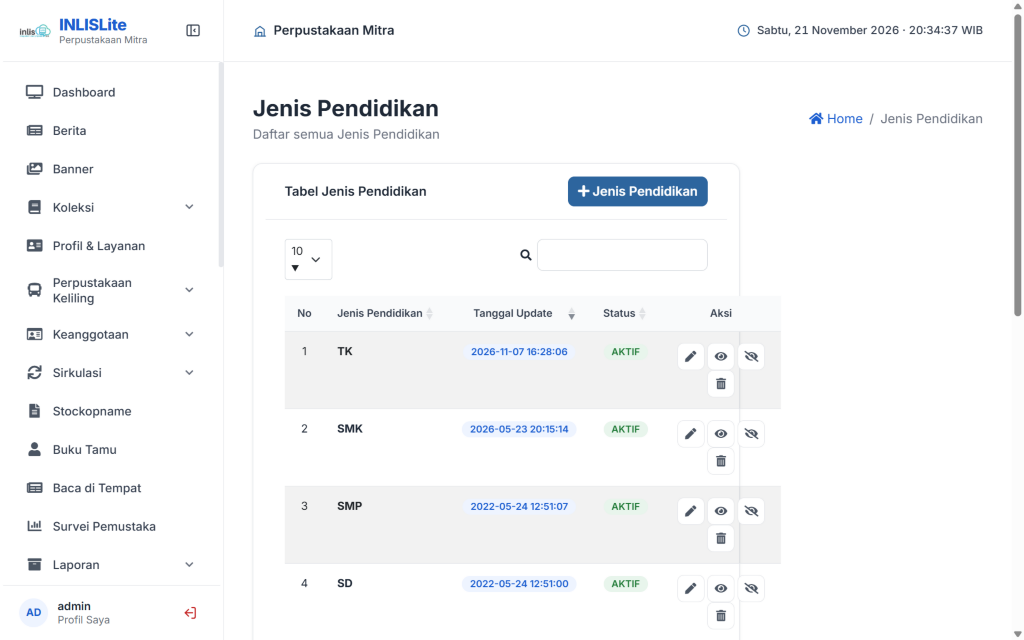 inlis
INLISLite
Perpustakaan Mitra
Perpustakaan Mitra
Sabtu, 21 November 2026 · 20:34:37 WIB
Dashboard
Berita
Banner
Koleksi
Profil & Layanan
Perpustakaan
Keliling
Keanggotaan
Sirkulasi
Stockopname
Buku Tamu
Baca di Tempat
Survei Pemustaka
Laporan
AD
admin
Profil Saya
Jenis Pendidikan
Daftar semua Jenis Pendidikan
Home / Jenis Pendidikan
Tabel Jenis Pendidikan
Jenis Pendidikan
10
No Jenis Pendidikan Tanggal Update Status Aksi
1 TK 2026-11-07 16:28:06 AKTIF
2 SMK 2026-05-23 20:15:14 AKTIF
3 SMP 2022-05-24 12:51:07 AKTIF
4 SD 2022-05-24 12:51:00 AKTIF